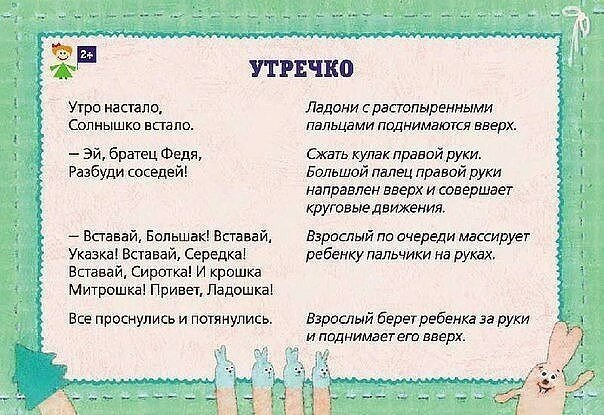 2+
УТРЕЧКО
Утро настало,
Солнышко встало.
Ладони с растопыренными
пальцами поднимаются вверх.
– Эй, братец Федя,
Разбуди соседей!
Сжать кулак правой руки.
Большой палец правой руки
направлен вверх и совершает
круговые движения.
– Вставай, Большак! Вставай,
Указка! Вставай, Середка!
Вставай, Сиротка! И крошка
Митрошка! Привет, Ладошка!
Взрослый по очереди массирует
ребенку пальчики на руках.
Все проснулись и потянулись.
Взрослый берет ребенка за руки
и поднимает его вверх.